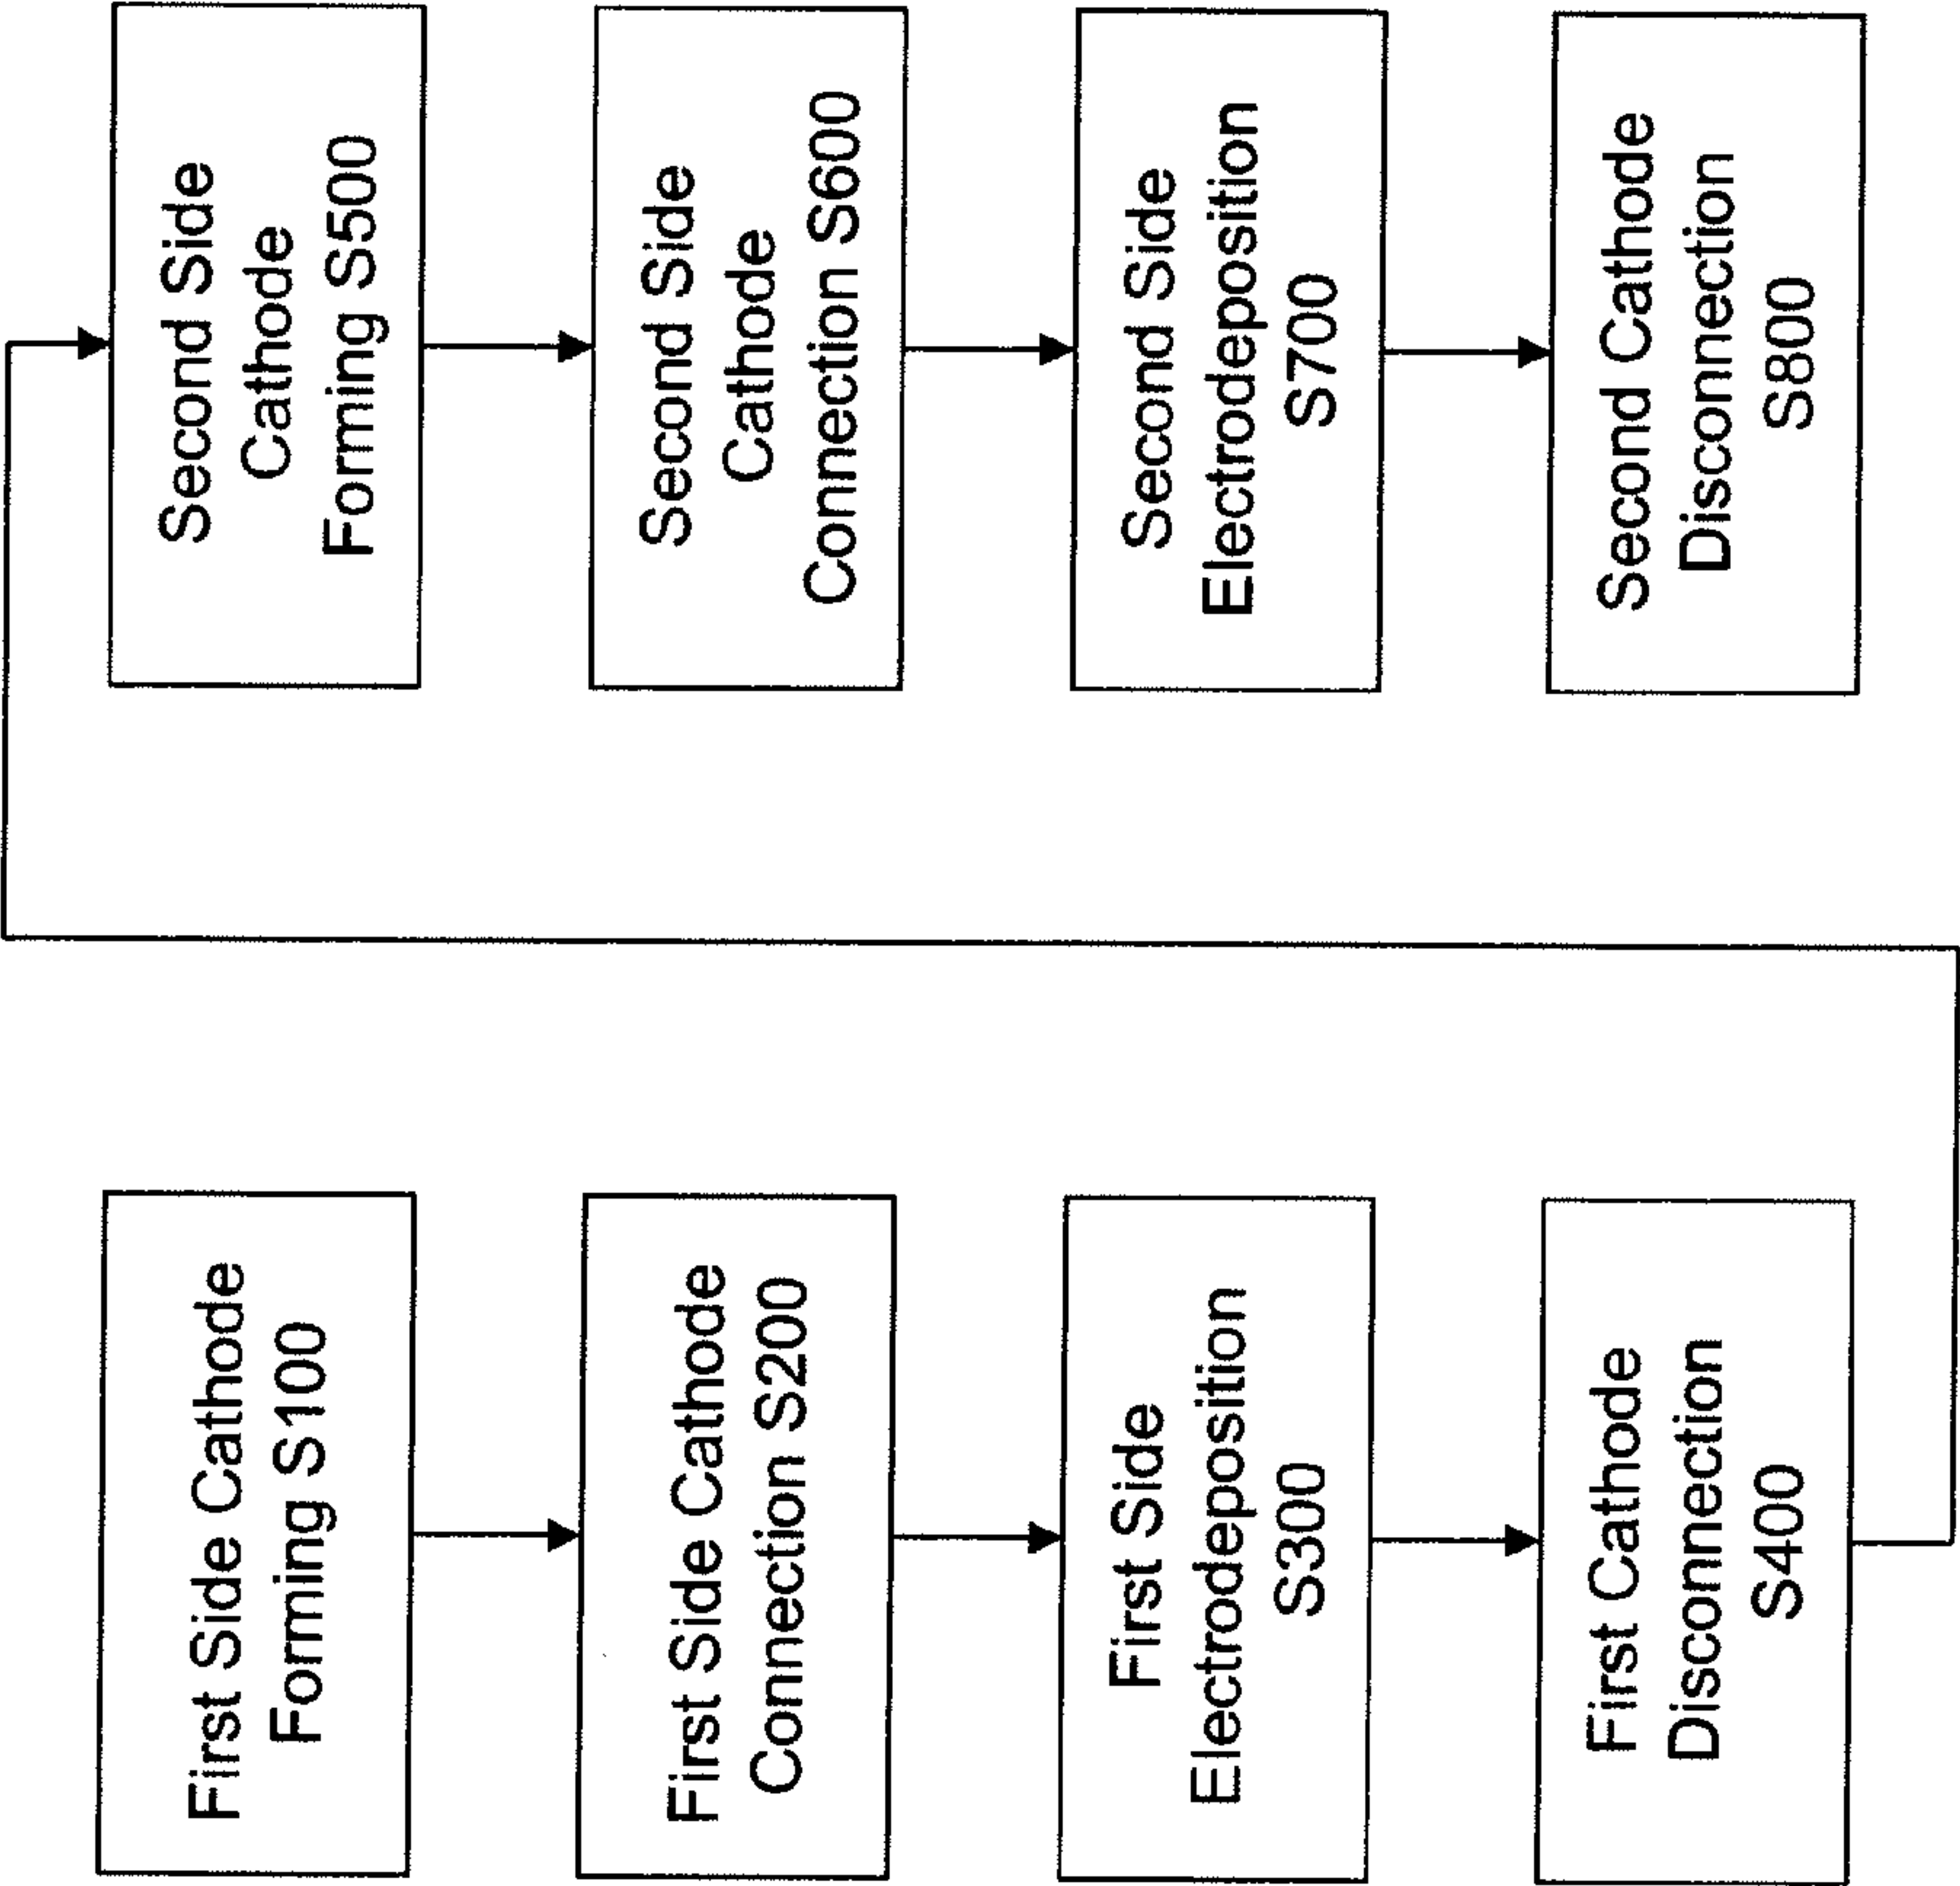 First Side Cathode
Forming S100
First Side Cathode
Connection S200
First Side
Electrodeposition
S300
First Cathode
Disconnection
S400
Second Side
Cathode
Forming S500
Second Side
Cathode
Connection S600
Second Side
Electrodeposition
S700
Second Cathode
Disconnection
S800